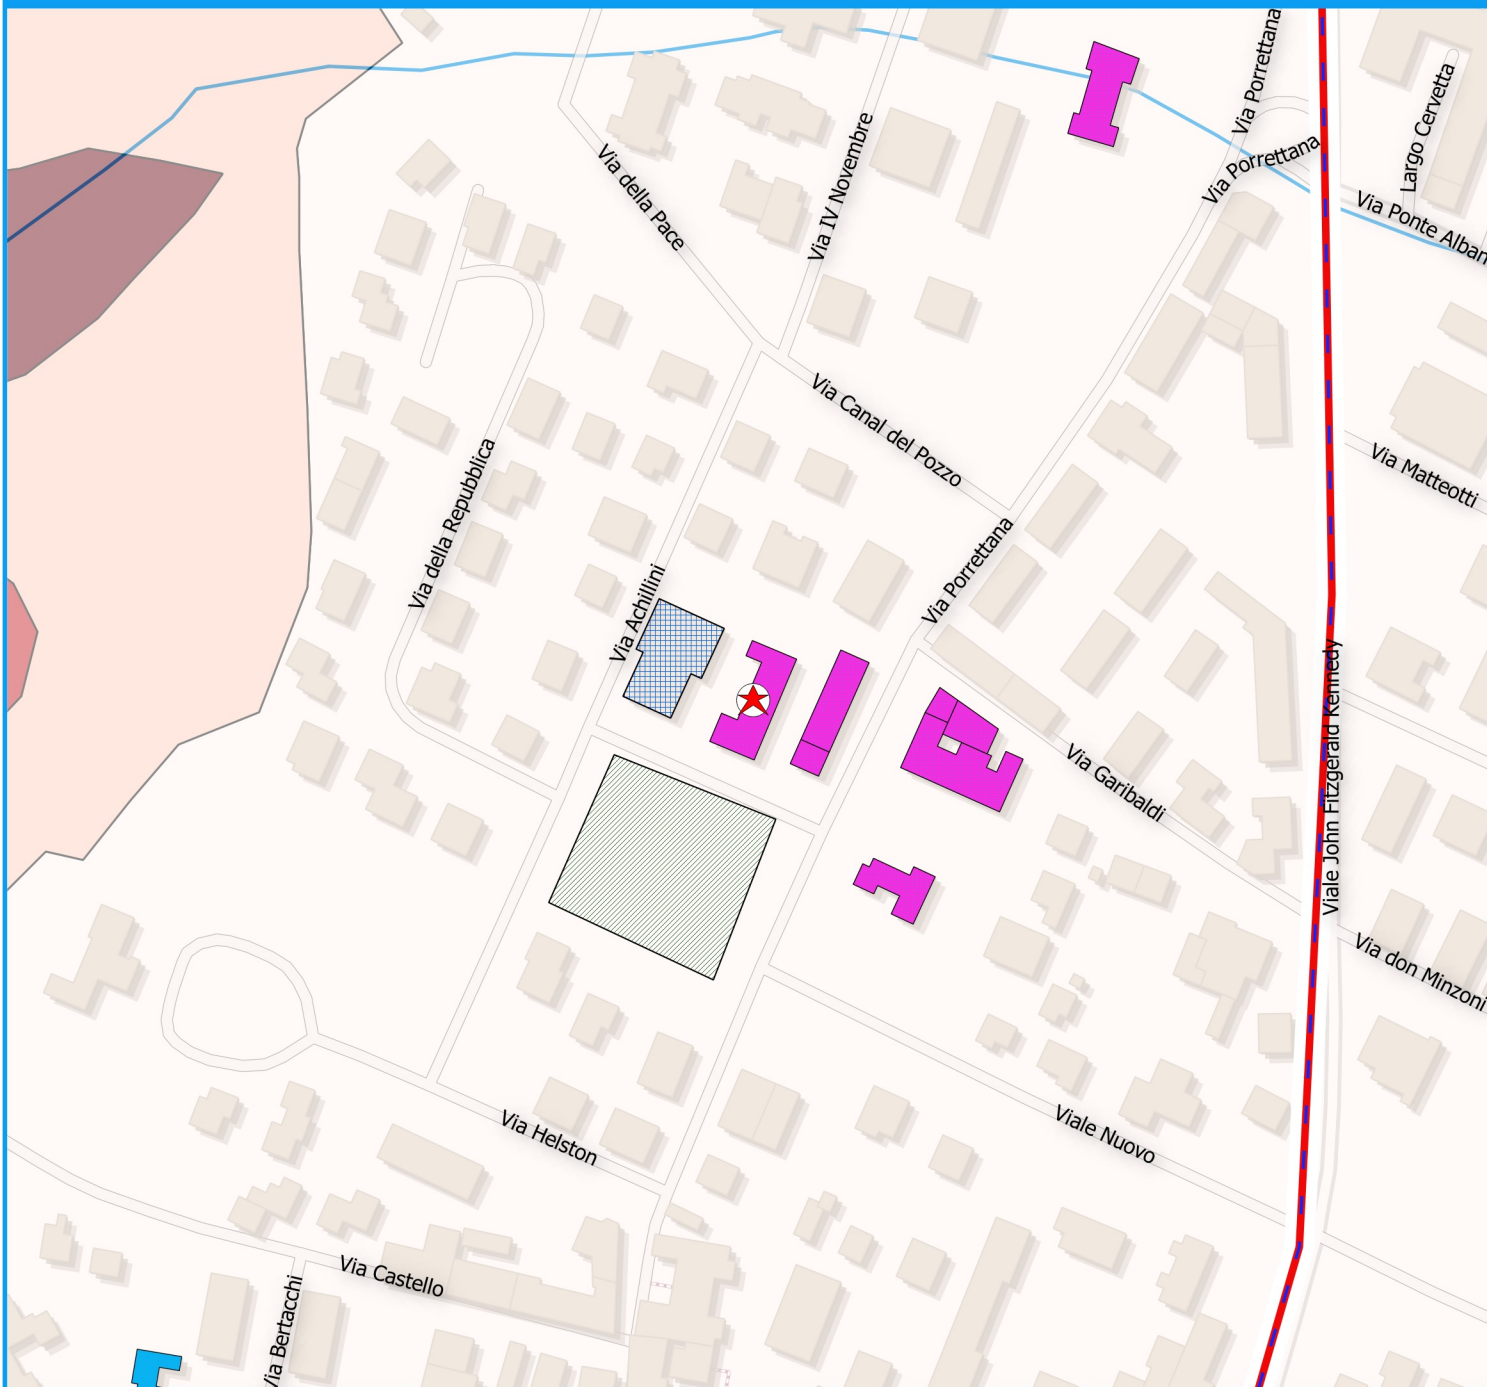 Via Porrettana
Largo Cervetta
Via Porrettana
Via IV Novembre
Via della Pace
Via Ponte Alban
Via Canal del Pozzo
Via Matteotti
Via della Repubblica
Via Porrettana
Via Achillini
Viale John Fitzgerald Kennedy
Via Garibaldi
Via don Minzoni
Via Helston
Viale Nuovo
Via Castello
Via Bertacchi